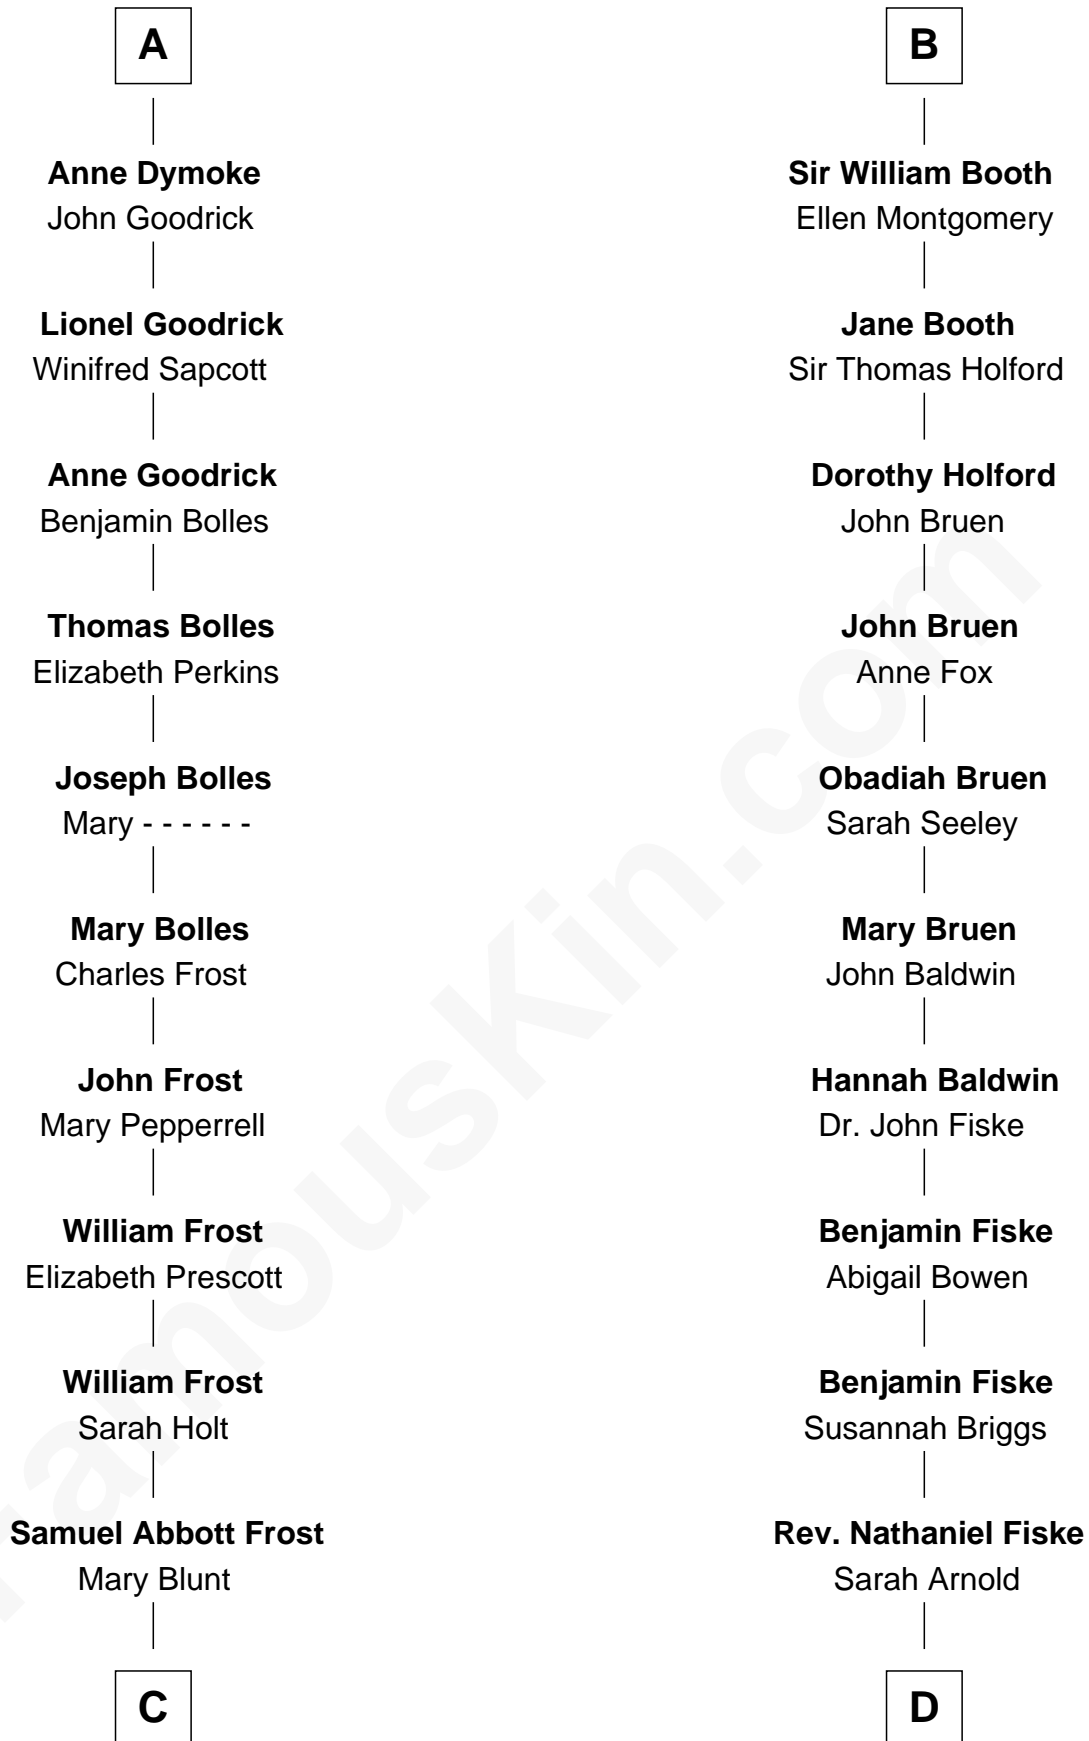 A
Anne Dymoke
John Goodrick
Lionel Goodrick
Winifred Sapcott
Anne Goodrick
Benjamin Bolles
Thomas Bolles
Elizabeth Perkins
Joseph Bolles
Mary - - - - - -
Mary Bolles
Charles Frost
John Frost
Mary Pepperrell
William Frost
Elizabeth Prescott
William Frost
Sarah Holt
Samuel Abbott Frost
Mary Blunt
C
B
Sir William Booth
Ellen Montgomery
Jane Booth
Sir Thomas Holford
Dorothy Holford
John Bruen
John Bruen
Anne Fox
Obadiah Bruen
Sarah Seeley
Mary Bruen
John Baldwin
Hannah Baldwin
Dr. John Fiske
Benjamin Fiske
Abigail Bowen
Benjamin Fiske
Susannah Briggs
Rev. Nathaniel Fiske
Sarah Arnold
D
FamousKin.com